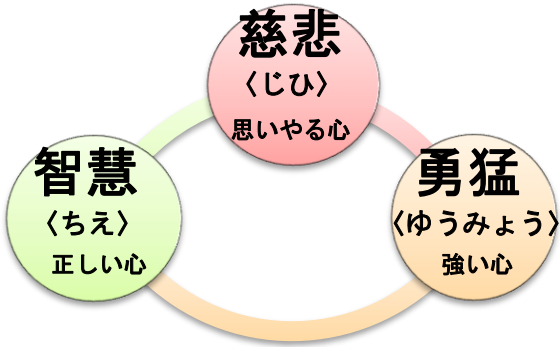 慈悲
〈じひ〉
思いやる心
智慧
〈ちえ〉
正しい心
勇猛
〈ゆうみょう〉
強い心